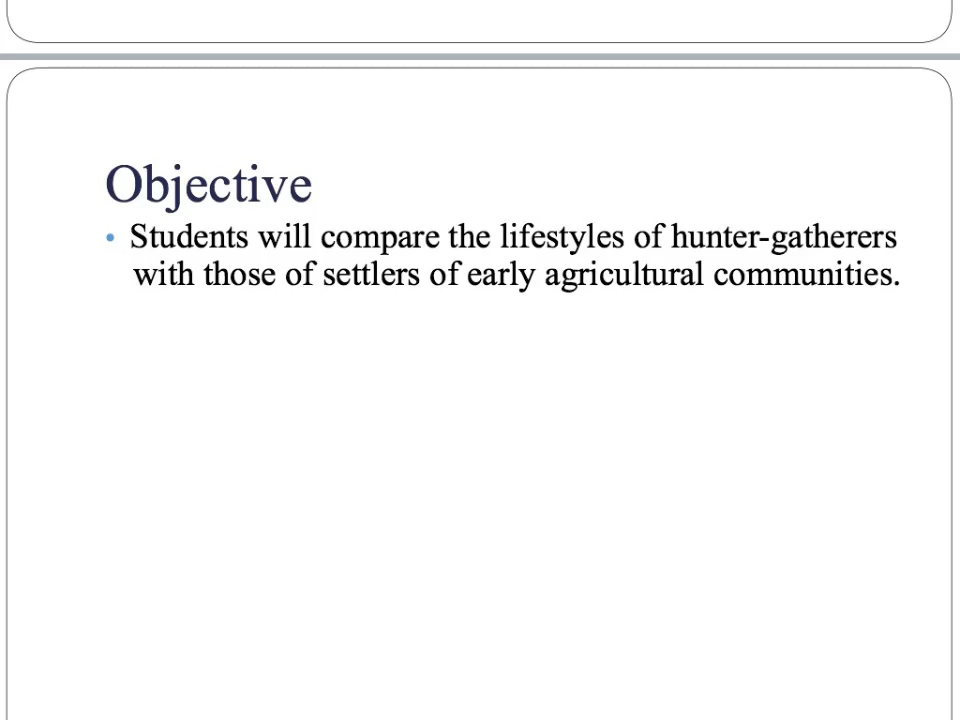 Objective
• Students will compare the lifestyles of hunter-gatherers
with those of settlers of early agricultural communities.